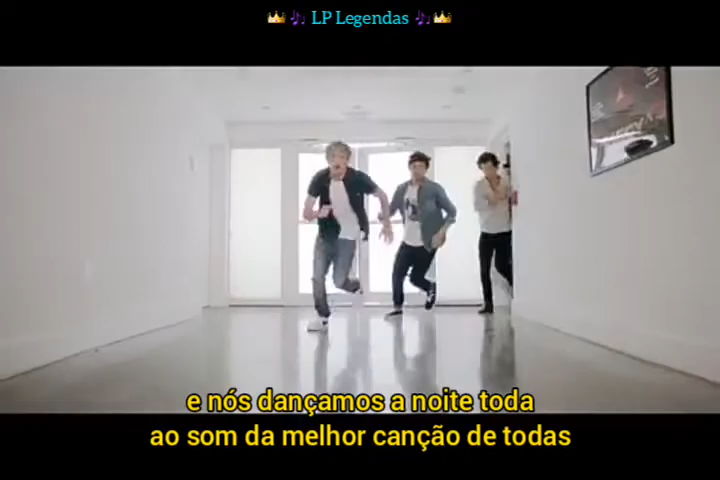 👑🎶 LP Legendas 🎶👑
e nós dançamos a noite toda
ao som da melhor canção de todas